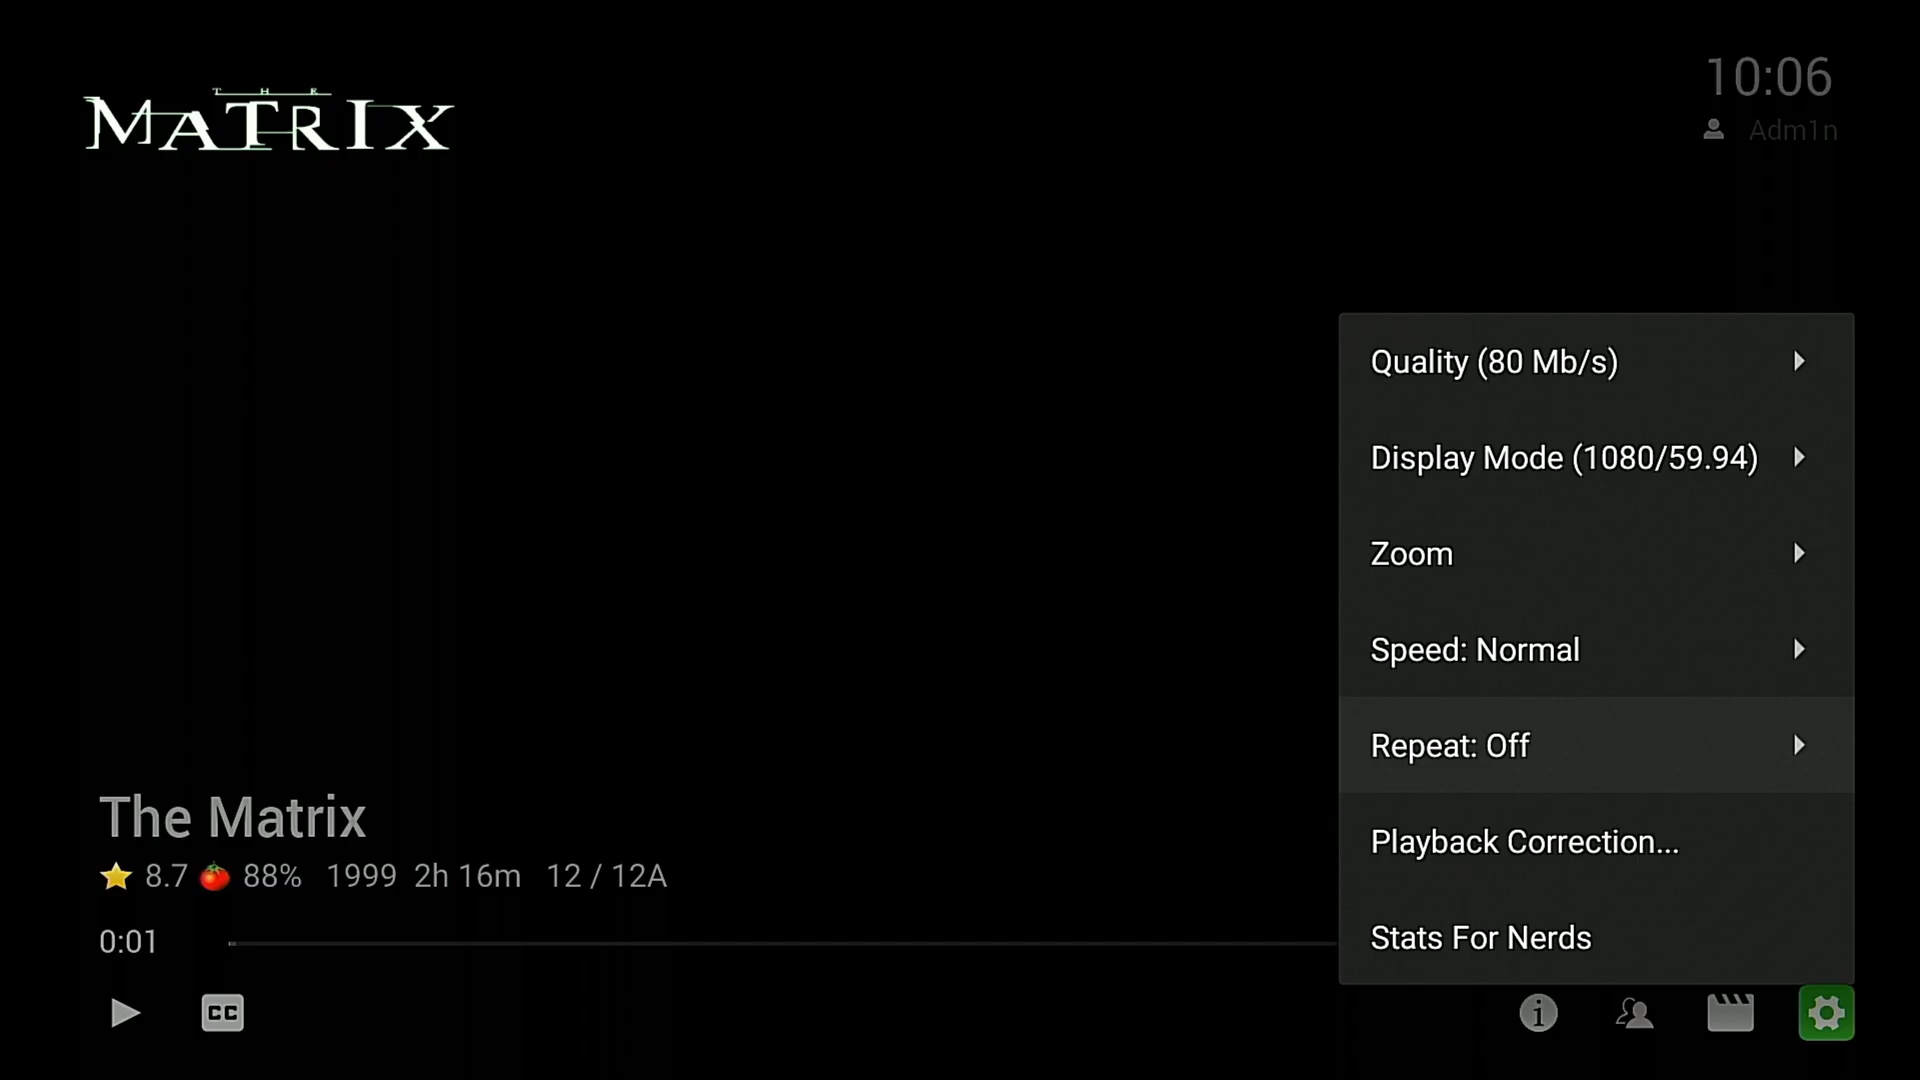 THE
MATRIX
10:06
Adm1n
Quality (80 Mb/s)
Display Mode (1080/59.94)
Zoom
Speed: Normal
Repeat: Off
Playback Correction...
Stats For Nerds
The Matrix
8.7 88% 1999 2h 16m 12 / 12A
0:01
CC